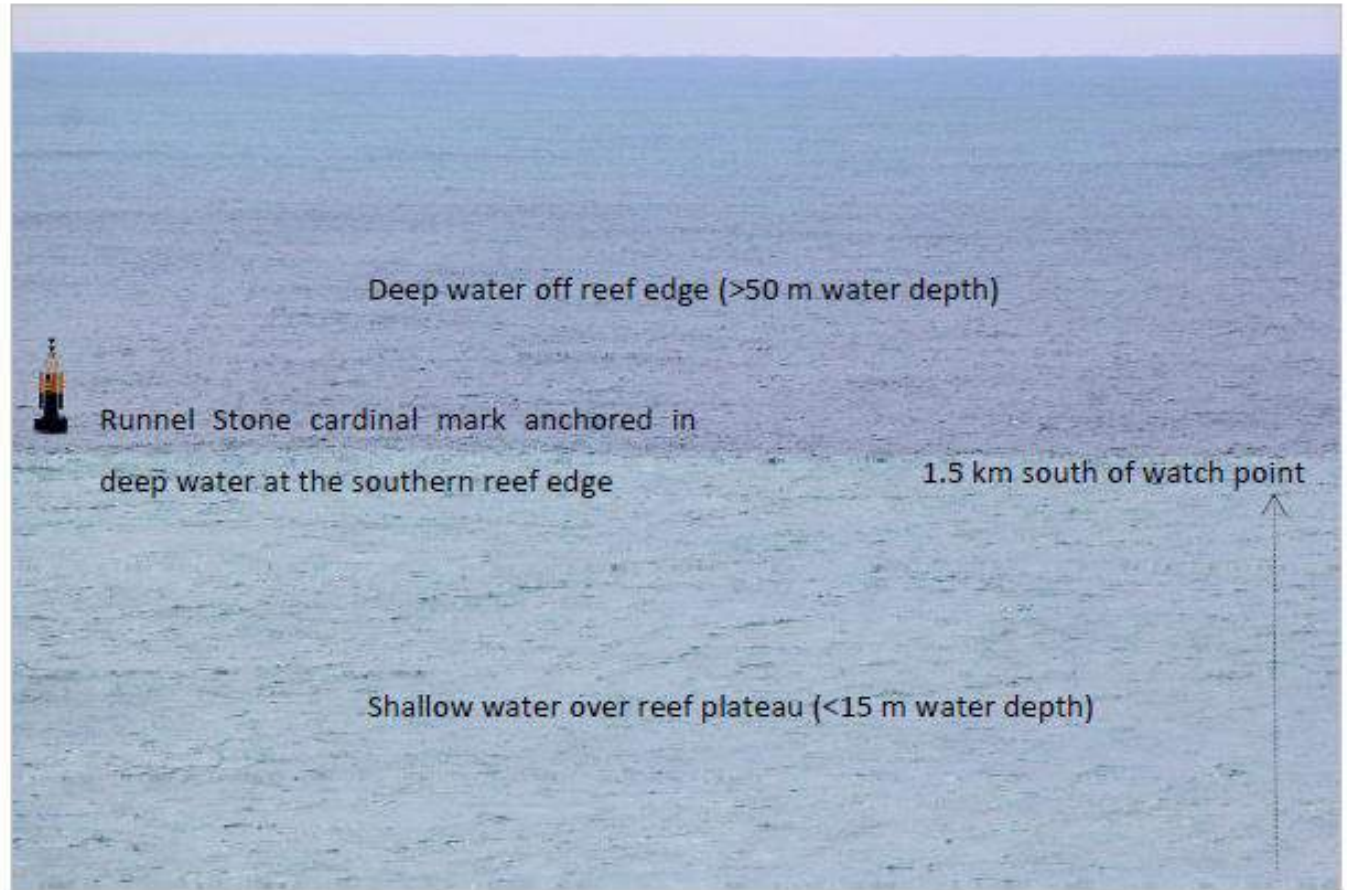 Deep water off reef edge (>50 m water depth)
Runnel Stone cardinal mark anchored in
deep water at the southern reef edge
1.5 km south of watch point
Shallow water over reef plateau (<15 m water depth)